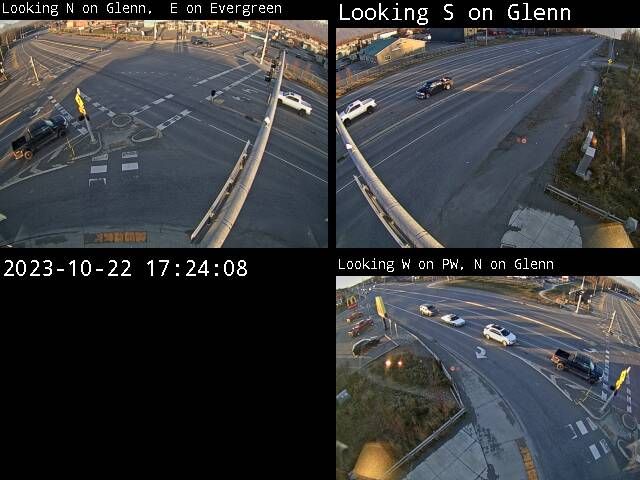 Looking N on Glenn,  E on Evergreen
Looking S on Glenn
2023-10-22 17:24:08
Looking W on PW, N on Glenn